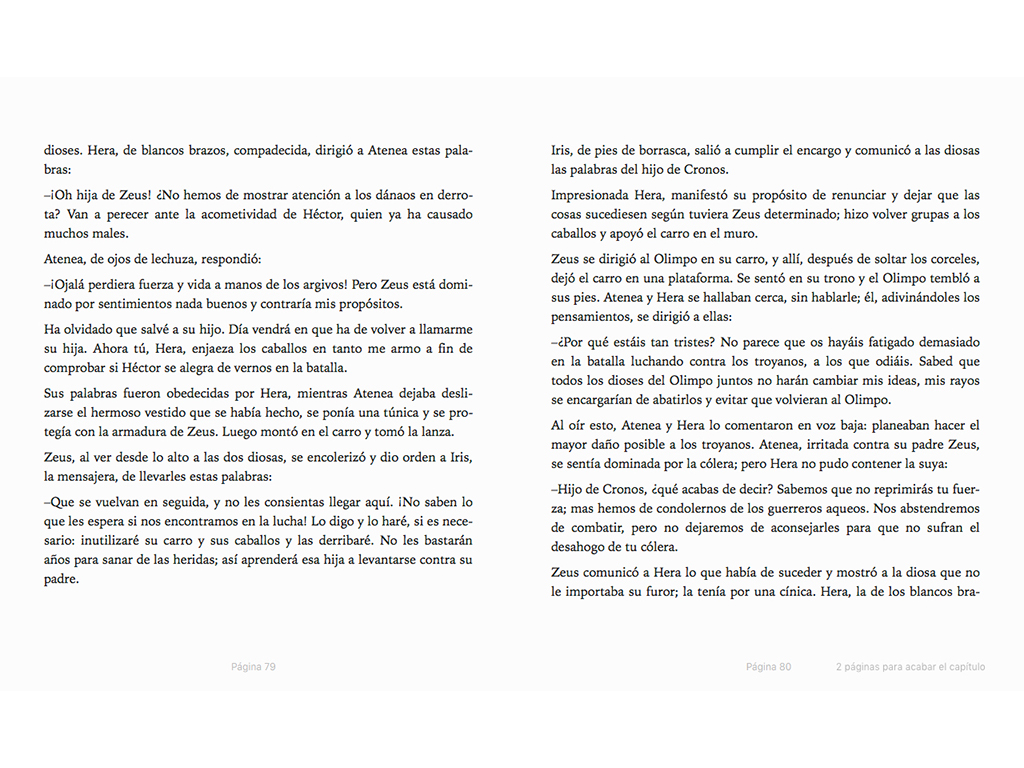 dioses. Hera, de blancos brazos, compadecida, dirigió a Atenea estas pala-
bras:
–¡Oh hija de Zeus! ¿No hemos de mostrar atención a los dánaos en derro-
ta? Van a perecer ante la acometividad de Héctor, quien ya ha causado
muchos males.
Atenea, de ojos de lechuza, respondió:
–¡Ojalá perdiera fuerza y vida a manos de los argivos! Pero Zeus está domi-
nado por sentimientos nada buenos y contraría mis propósitos.
Ha olvidado que salvé a su hijo. Día vendrá en que ha de volver a llamarme
su hija. Ahora tú, Hera, enjaeza los caballos en tanto me armo a fin de
comprobar si Héctor se alegra de vernos en la batalla.
Sus palabras fueron obedecidas por Hera, mientras Atenea dejaba desli-
zarse el hermoso vestido que se había hecho, se ponía una túnica y se pro-
tegía con la armadura de Zeus. Luego montó en el carro y tomó la lanza.
Zeus, al ver desde lo alto a las dos diosas, se encolerizó y dio orden a Iris,
la mensajera, de llevarles estas palabras:
–Que se vuelvan en seguida, y no les consientas llegar aquí. ¡No saben lo
que les espera si nos encontramos en la lucha! Lo digo y lo haré, si es nece-
sario: inutilizaré su carro y sus caballos y las derribaré. No les bastarán
años para sanar de las heridas; así aprenderá esa hija a levantarse contra su
padre.
Página 79
Iris, de pies de borrasca, salió a cumplir el encargo y comunicó a las diosas
las palabras del hijo de Cronos.
Impresionada Hera, manifestó su propósito de renunciar y dejar que las
cosas sucediesen según tuviera Zeus determinado; hizo volver grupas a los
caballos y apoyó el carro en el muro.
Zeus se dirigió al Olimpo en su carro, y allí, después de soltar los corceles,
dejó el carro en una plataforma. Se sentó en su trono y el Olimpo tembló a
sus pies. Atenea y Hera se hallaban cerca, sin hablarle; él, adivinándoles los
pensamientos, se dirigió a ellas:
–¿Por qué estáis tan tristes? No parece que os hayáis fatigado demasiado
en la batalla luchando contra los troyanos, a los que odiáis. Sabed que
todos los dioses del Olimpo juntos no harán cambiar mis ideas, mis rayos
se encargarían de abatirlos y evitar que volvieran al Olimpo.
Al oír esto, Atenea y Hera lo comentaron en voz baja: planeaban hacer el
mayor daño posible a los troyanos. Atenea, irritada contra su padre Zeus,
se sentía dominada por la cólera; pero Hera no pudo contener la suya:
–Hijo de Cronos, ¿qué acabas de decir? Sabemos que no reprimirás tu fuer-
za; mas hemos de condolernos de los guerreros aqueos. Nos abstendremos
de combatir, pero no dejaremos de aconsejarles para que no sufran el
desahogo de tu cólera.
Zeus comunicó a Hera lo que había de suceder y mostró a la diosa que no
le importaba su furor; la tenía por una cínica. Hera, la de los blancos bra-
Página 80
2 páginas para acabar el capítulo